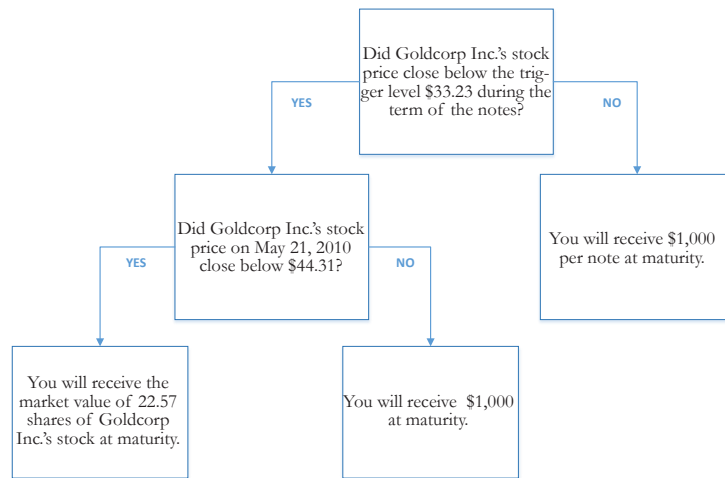 Did Goldcorp Inc.'s stock
price close below the trig-
ger level $33.23 during the
term of the notes?
YES
NO
Did Goldcorp Inc.'s stock
price on May 21, 2010
close below $44.31?
You will receive $1,000
per note at maturity.
YES
NO
You will receive the
market value of 22.57
shares of Goldcorp
Inc.'s stock at maturity.
You will receive $1,000
at maturity.